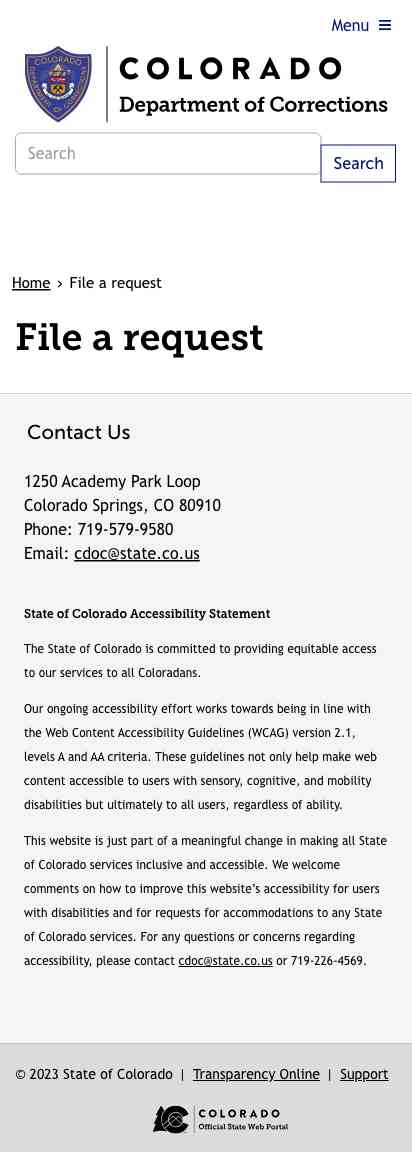 Menu
COLORADO
Department of Corrections
Search
Search
Home › File a request
File a request
Contact Us
1250 Academy Park Loop
Colorado Springs, CO 80910
Phone: 719-579-9580
Email: cdoc@state.co.us
State of Colorado Accessibility Statement
The State of Colorado is committed to providing equitable access
to our services to all Coloradans.
Our ongoing accessibility effort works towards being in line with
the Web Content Accessibility Guidelines (WCAG) version 2.1,
levels A and AA criteria. These guidelines not only help make web
content accessible to users with sensory, cognitive, and mobility
disabilities but ultimately to all users, regardless of ability.
This website is just part of a meaningful change in making all State
of Colorado services inclusive and accessible. We welcome
comments on how to improve this website's accessibility for users
with disabilities and for requests for accommodations to any State
of Colorado services. For any questions or concerns regarding
accessibility, please contact cdoc@state.co.us or 719-226-4569.
© 2023 State of Colorado | Transparency Online | Support
COLORADO
Official State Web Portal